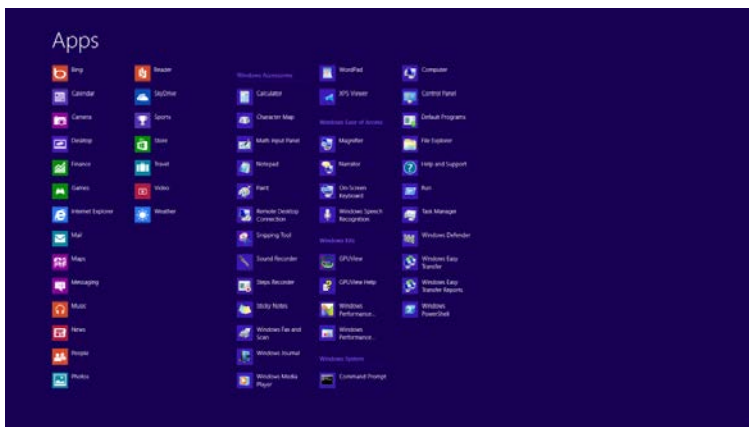 Apps
Bing
Calendar
Camera
Desktop
Finance
Games
Internet Explorer
Mail
Maps
Messaging
Music
News
People
Photos
Reader
SkyDrive
Sports
Store
Travel
Video
Weather
Windows Accessories
Calculator
Character Map
Math Input Panel
Notepad
Paint
Remote Desktop
Connection
Snipping Tool
Sound Recorder
Steps Recorder
Sticky Notes
Windows Fax and
Scan
Windows Journal
Windows Media
Player
WordPad
XPS Viewer
Windows Ease of Access
Magnifier
Narrator
On-Screen
Keyboard
Windows Speech
Recognition
Windows Kits
GPUView
GPUView Help
Windows
Performance...
Windows
Performance...
Windows System
Command Prompt
Computer
Control Panel
Default Programs
File Explorer
Help and Support
Run
Task Manager
Windows Defender
Windows Easy
Transfer
Windows Easy
Transfer Reports
Windows
PowerShell